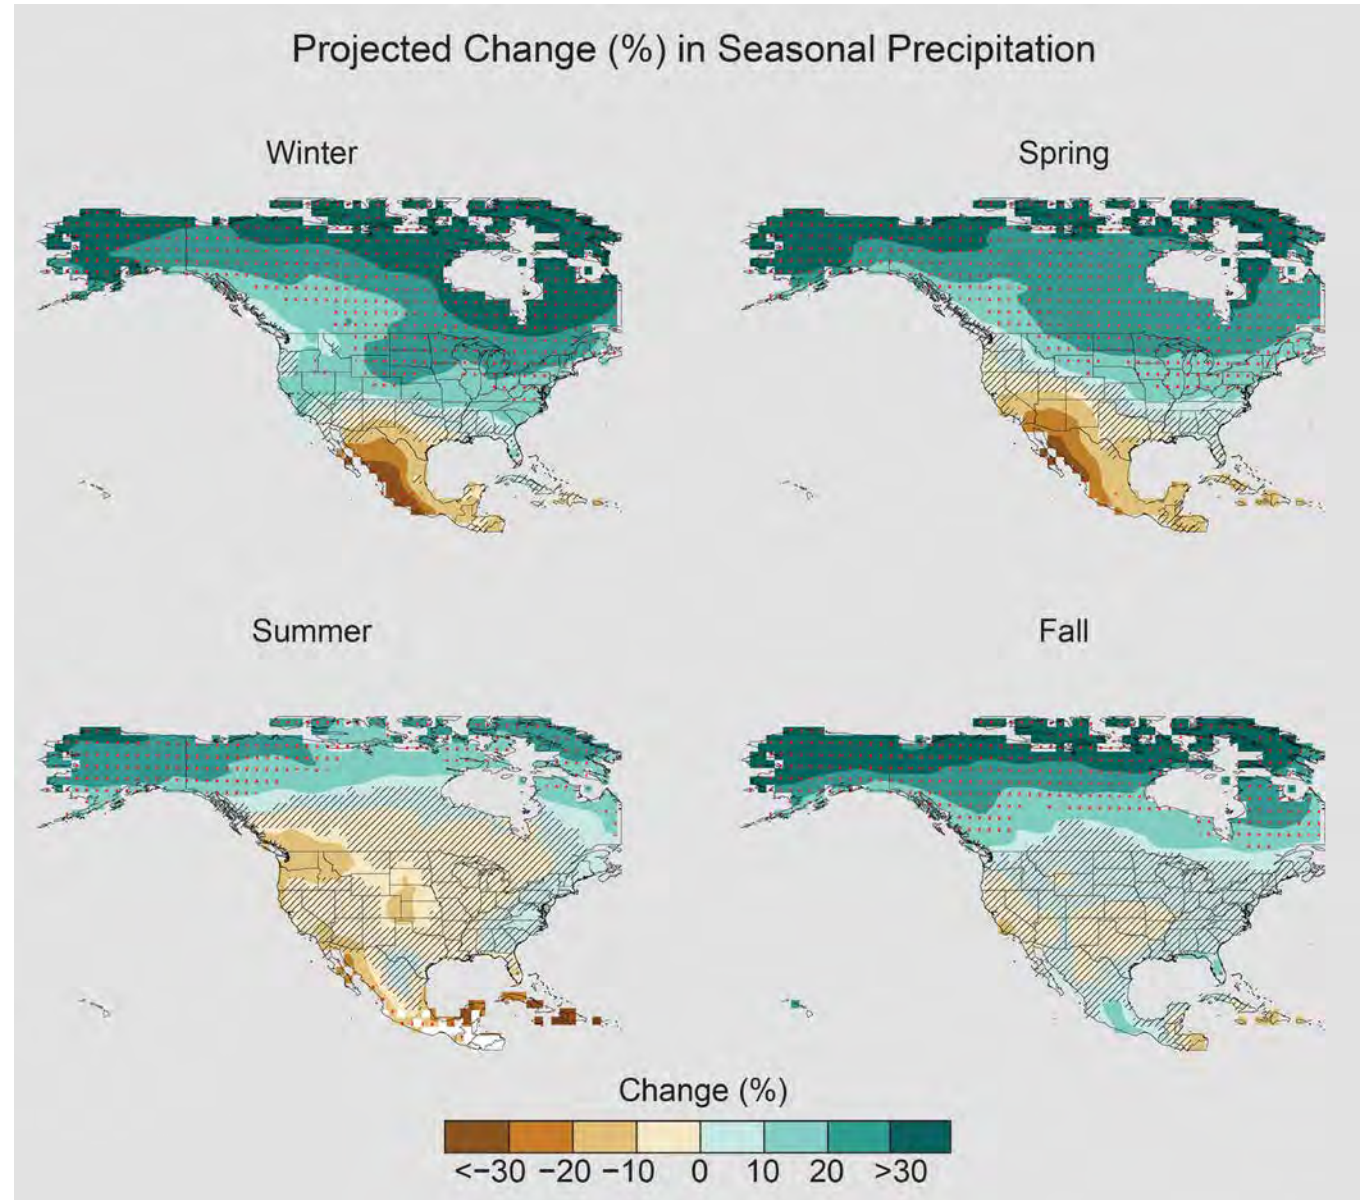 Projected Change (%) in Seasonal Precipitation
Winter
Spring
Summer
Fall
Change (%)
<−30 −20 −10 0 10 20 >30